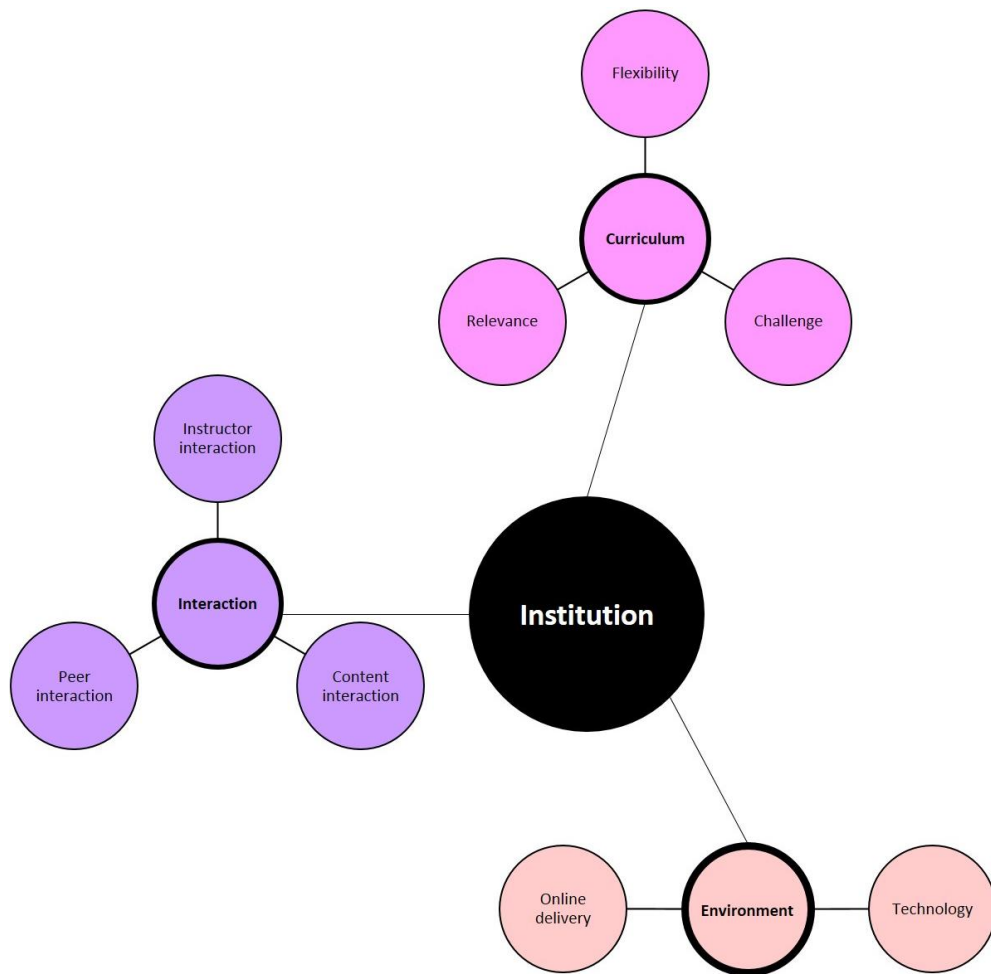 Flexibility
Curriculum
Relevance
Challenge
Instructor
interaction
Interaction
Peer
interaction
Content
interaction
Institution
Online
delivery
Environment
Technology